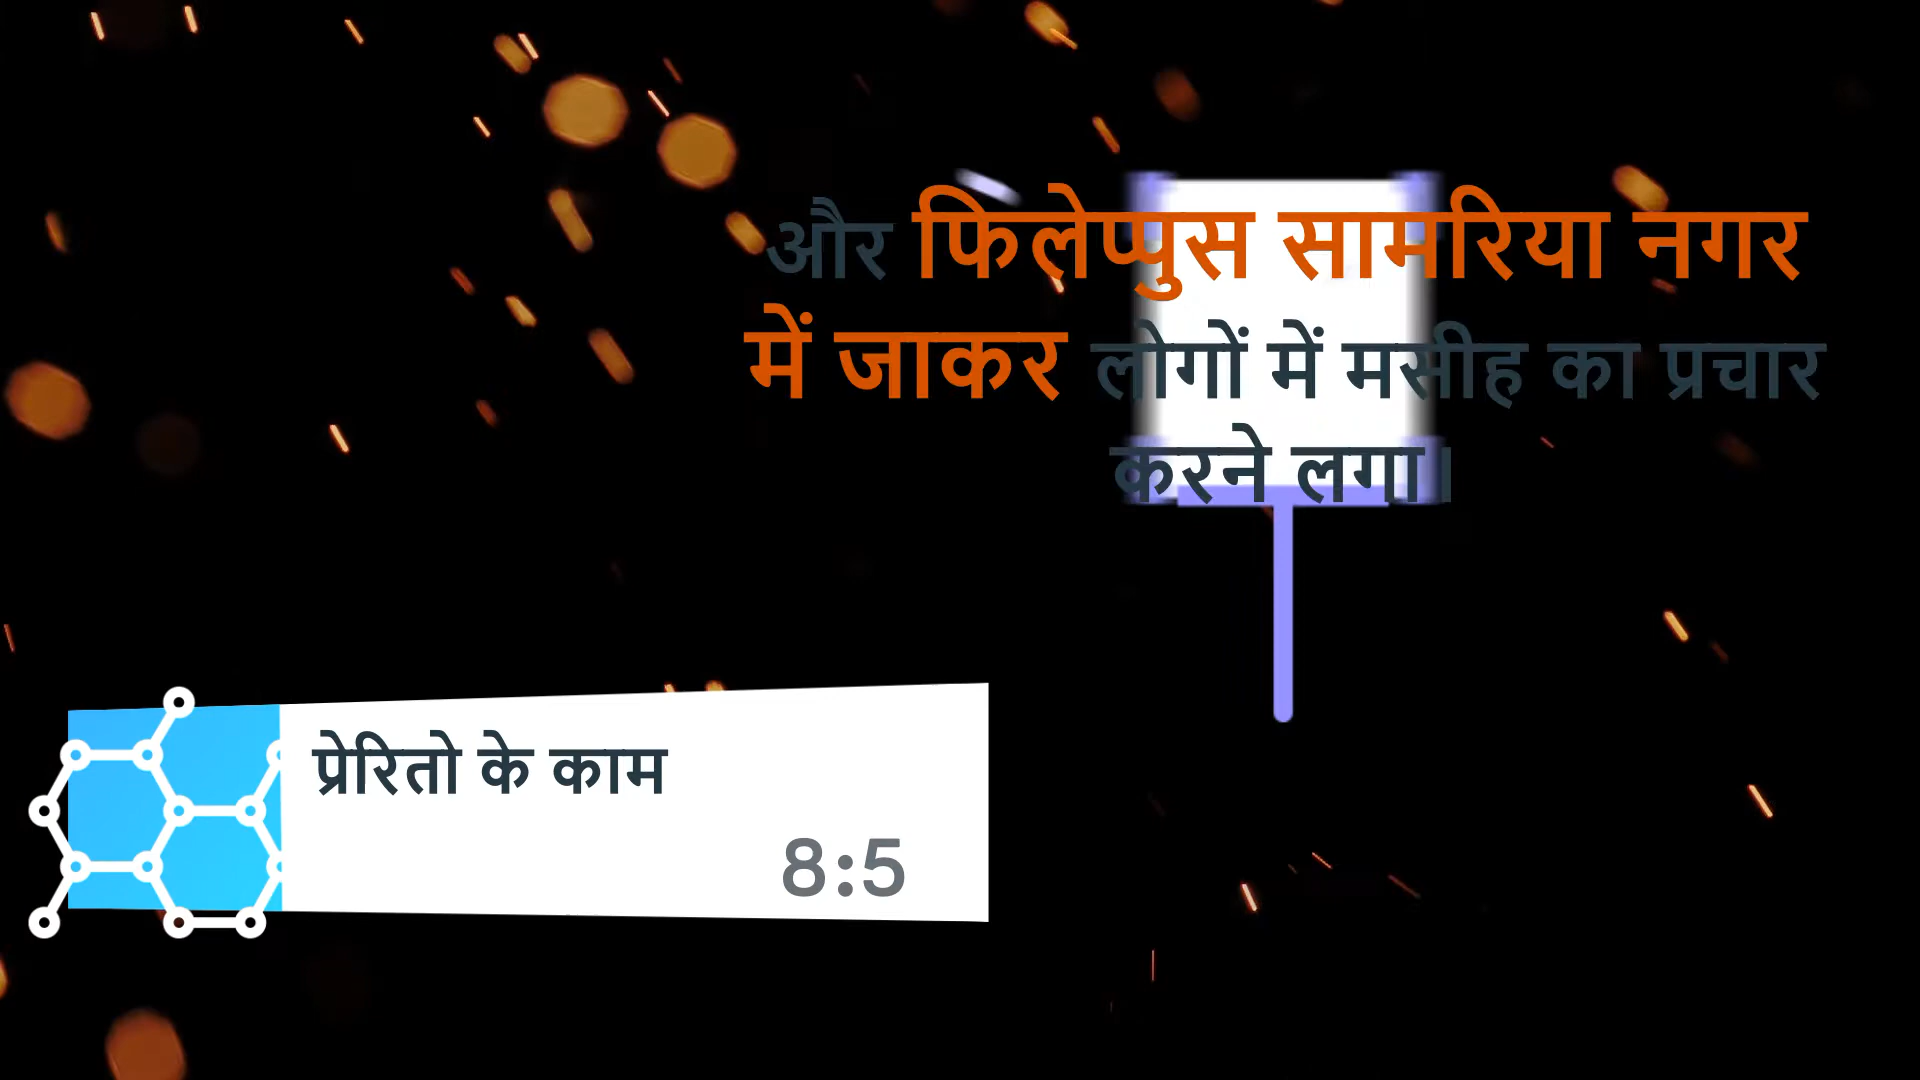 और फिलेप्पुस सामरिया नगर
में जाकर लोगों में मसीह का प्रचार
करने लगा।
प्रेरितो के काम
8:5